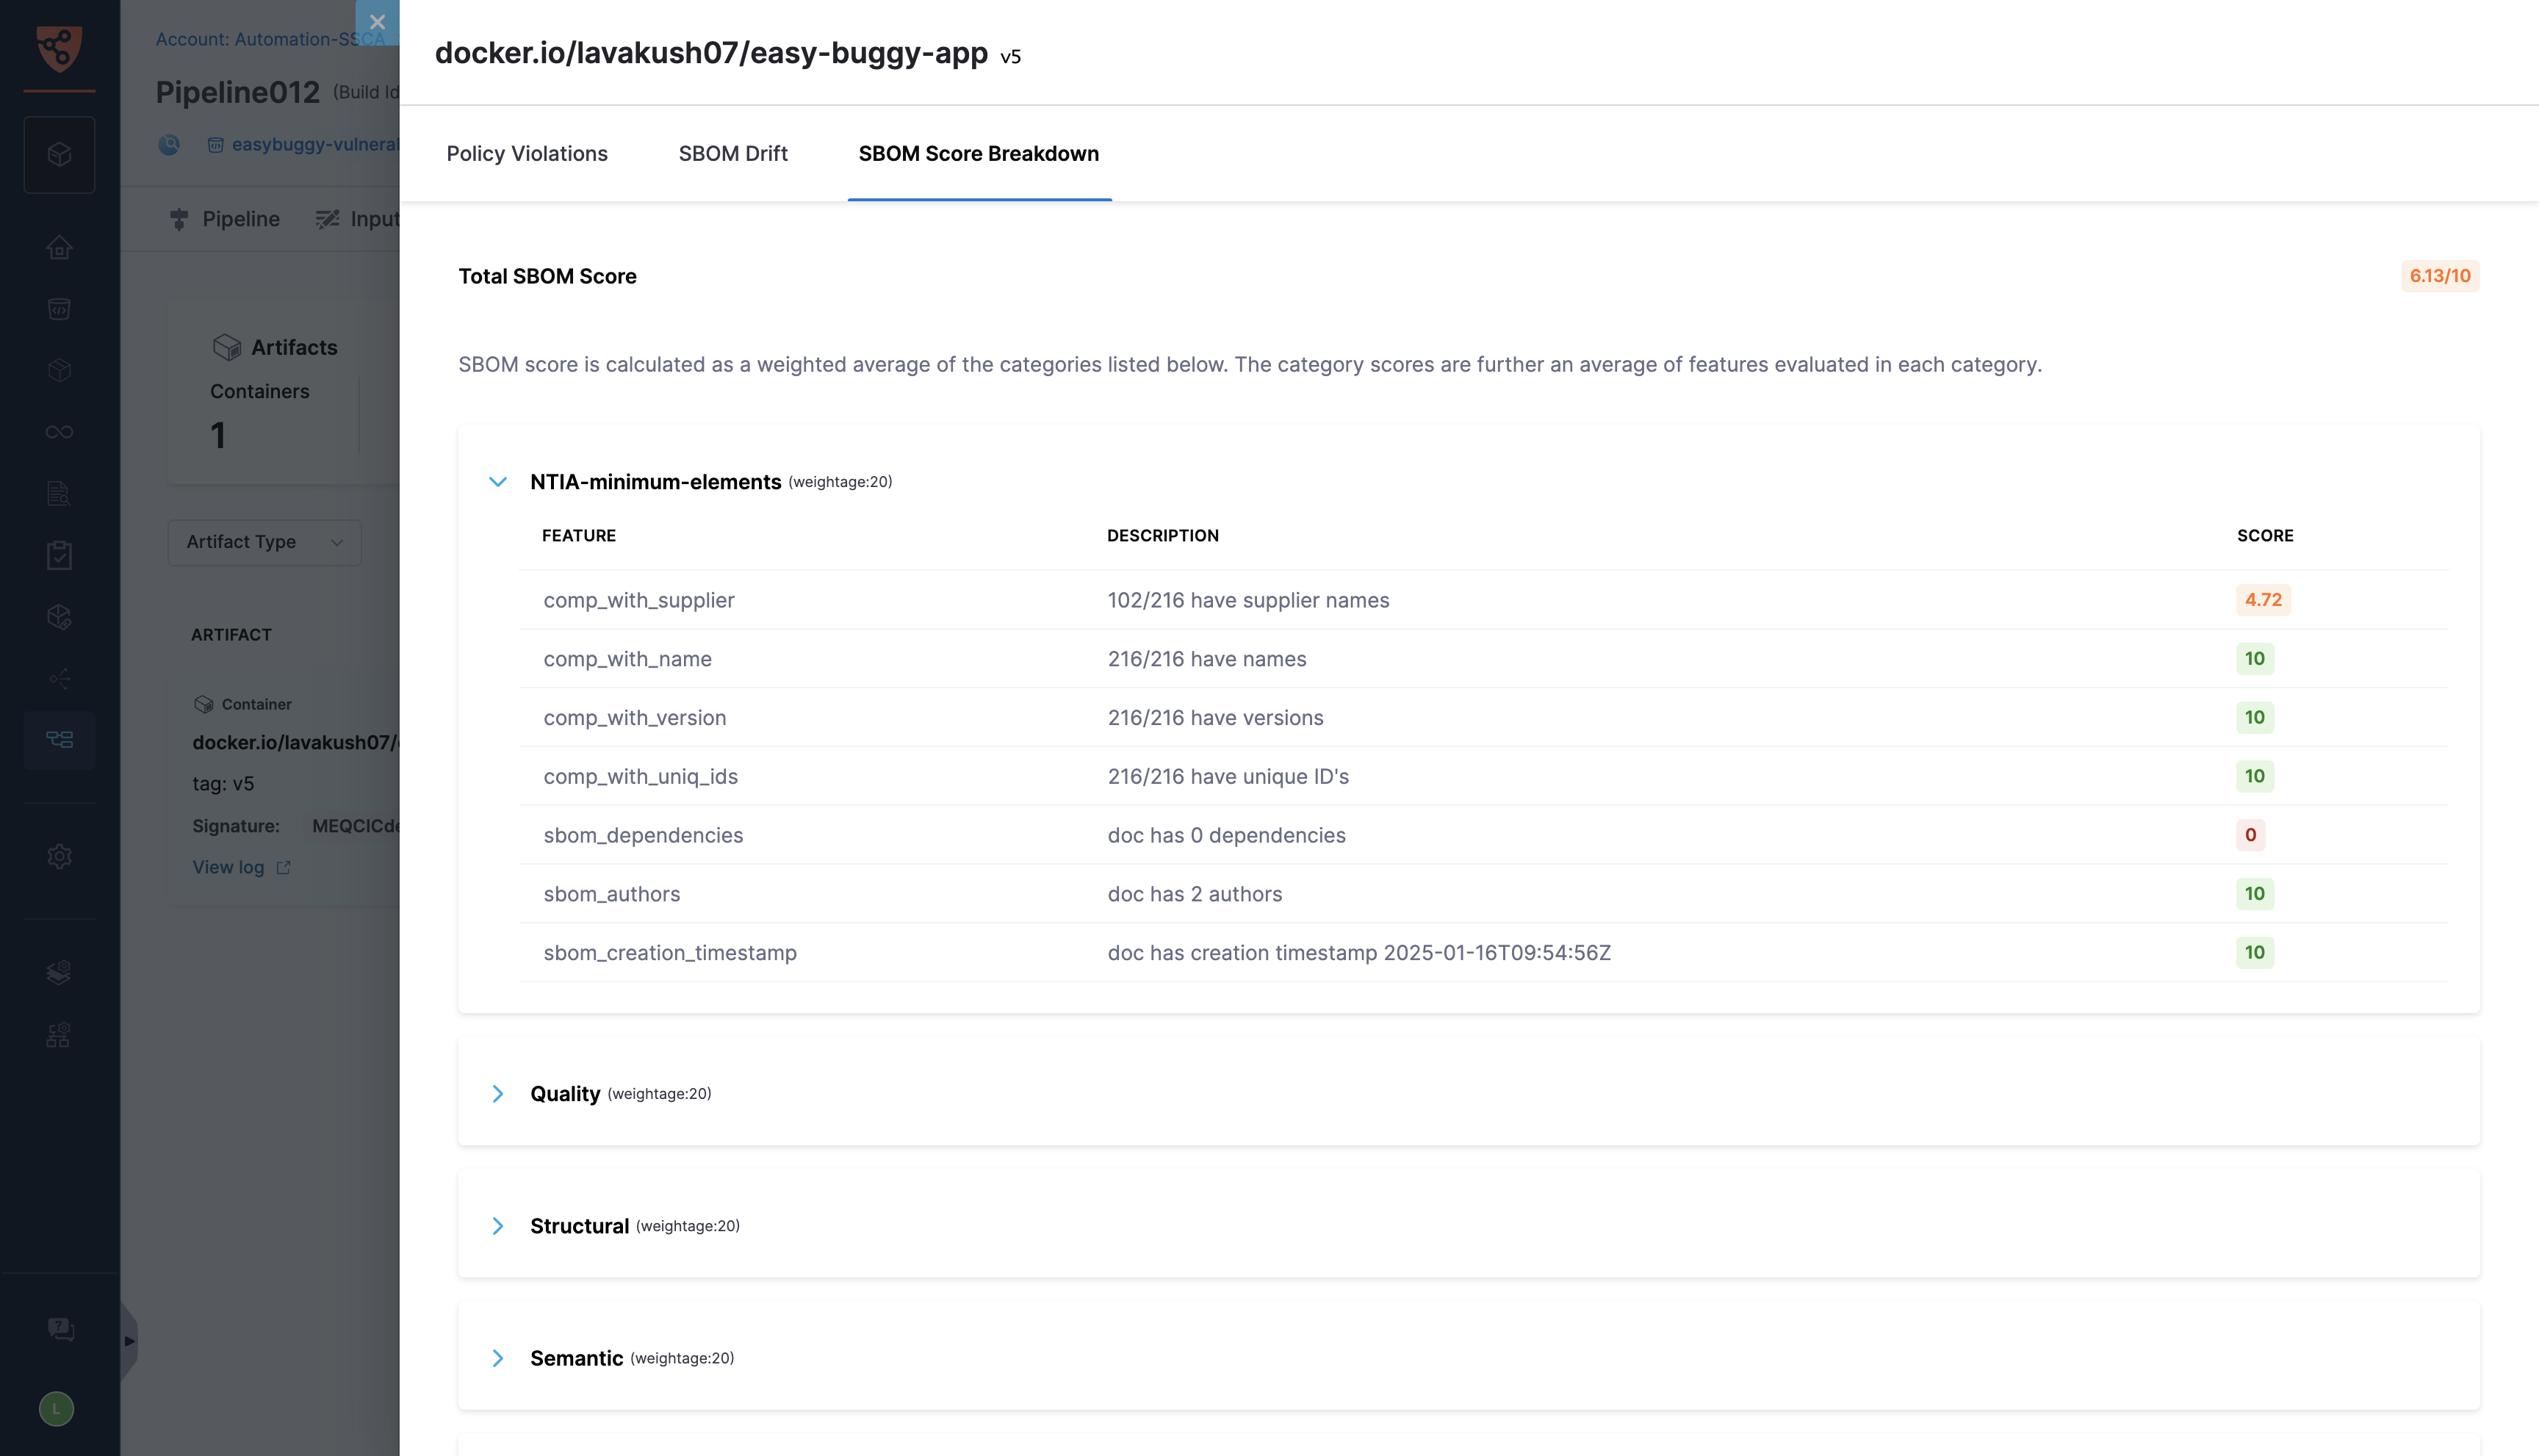 Account: Automation-SSCA
Pipeline012 (Build Id
easybuggy-vulneral
Pipeline Input
Artifacts
Containers
1
Artifact Type
ARTIFACT
Container
docker.io/lavakush07/
tag: v5
Signature: MEQCICde
View log
L
docker.io/lavakush07/easy-buggy-app v5
Policy Violations SBOM Drift SBOM Score Breakdown
Total SBOM Score 6.13/10
SBOM score is calculated as a weighted average of the categories listed below. The category scores are further an average of features evaluated in each category.
NTIA-minimum-elements (weightage:20)
FEATURE DESCRIPTION SCORE
comp_with_supplier 102/216 have supplier names 4.72
comp_with_name 216/216 have names 10
comp_with_version 216/216 have versions 10
comp_with_uniq_ids 216/216 have unique ID's 10
sbom_dependencies doc has 0 dependencies 0
sbom_authors doc has 2 authors 10
sbom_creation_timestamp doc has creation timestamp 2025-01-16T09:54:56Z 10
Quality (weightage:20)
Structural (weightage:20)
Semantic (weightage:20)